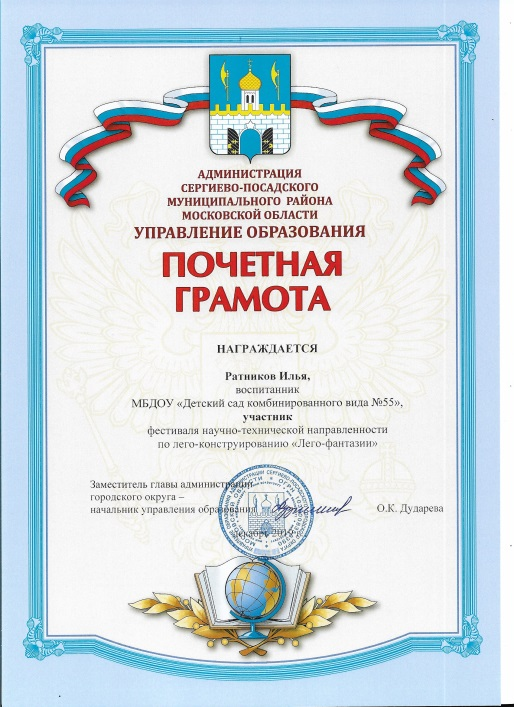 АДМИНИСТРАЦИЯ
СЕРГИЕВО-ПОСАДСКОГО
МУНИЦИПАЛЬНОГО РАЙОНА
МОСКОВСКОЙ ОБЛАСТИ
УПРАВЛЕНИЕ ОБРАЗОВАНИЯ
ПОЧЕТНАЯ
ГРАМОТА
НАГРАЖДАЕТСЯ
Ратников Илья,
воспитанник
МБДОУ «Детский сад комбинированного вида №55»,
участник
фестиваля научно-технической направленности
по лего-конструированию «Лего-фантазии»
Заместитель главы администрации
городского округа –
начальник управления образования О.К. Дударева
декабрь 2019 г.